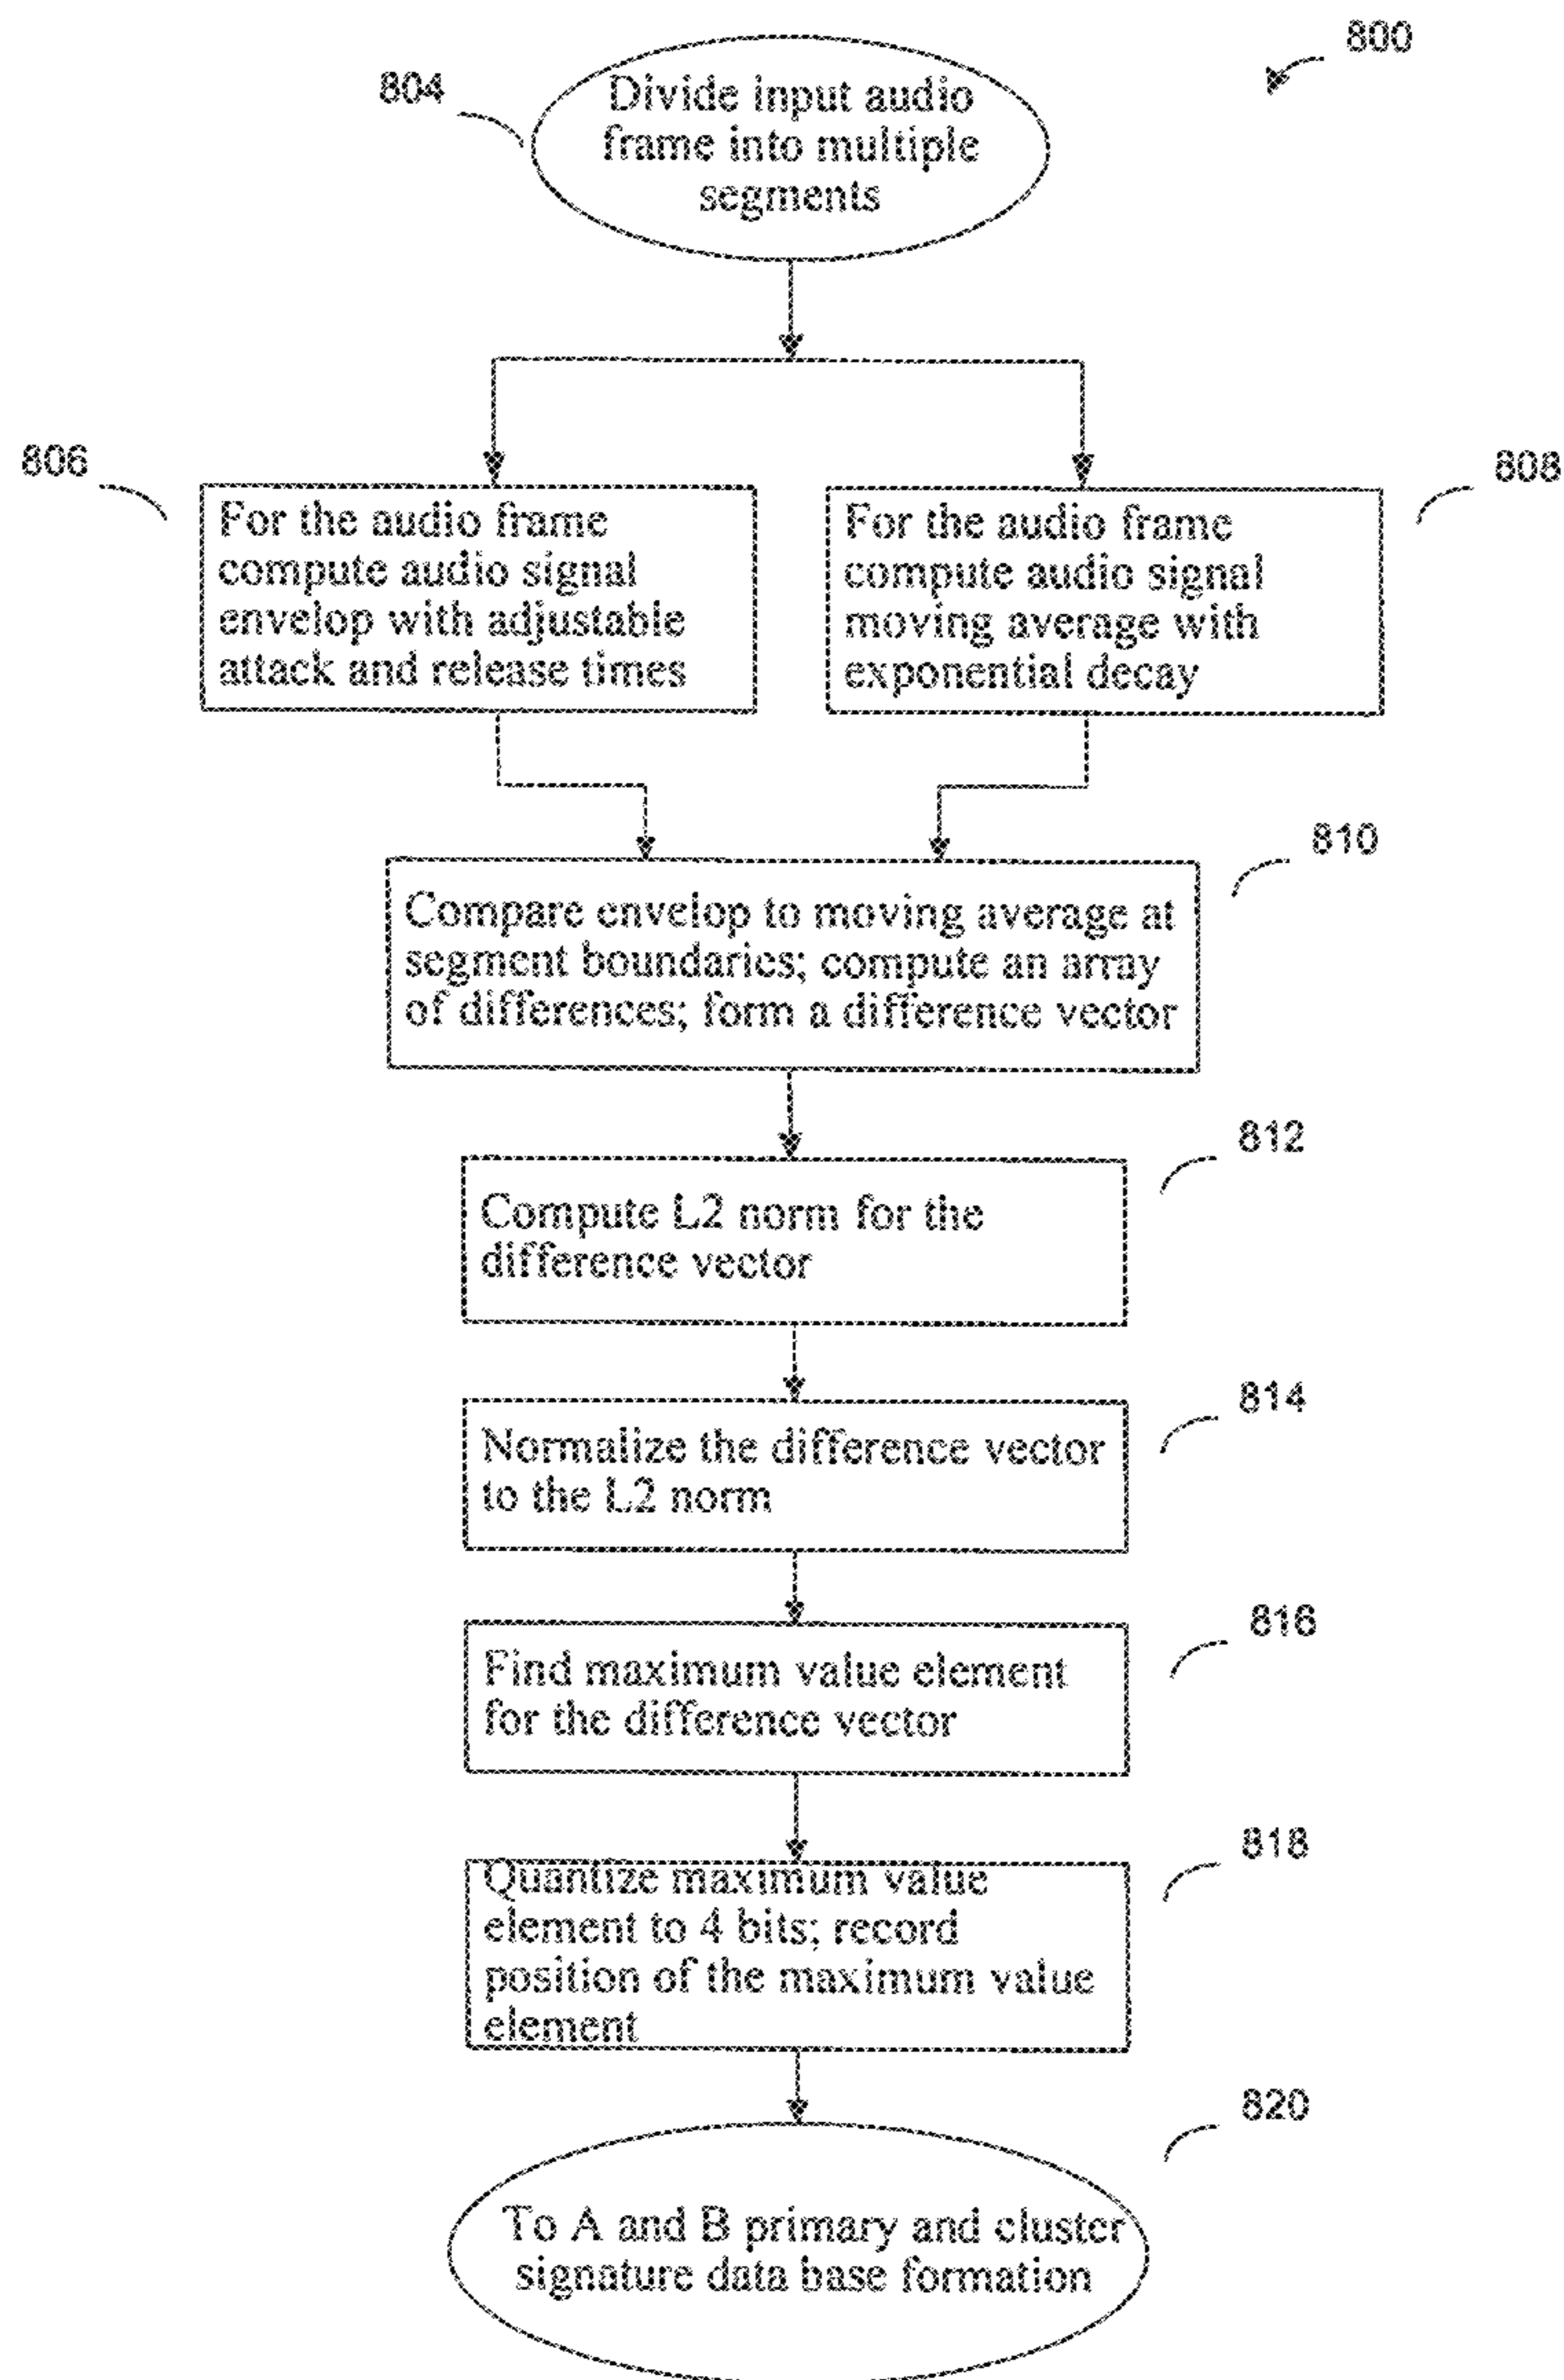 800
804
Divide input audio
frame into multiple
segments
806
For the audio frame
compute audio signal
envelop with adjustable
attack and release times
808
For the audio frame
compute audio signal
moving average with
exponential decay
810
Compare envelop to moving average at
segment boundaries; compute an array
of differences; form a difference vector
812
Compute L2 norm for the
difference vector
814
Normalize the difference vector
to the L2 norm
816
Find maximum value element
for the difference vector
818
Quantize maximum value
element to 4 bits; record
position of the maximum value
element
820
To A and B primary and cluster
signature data base formation